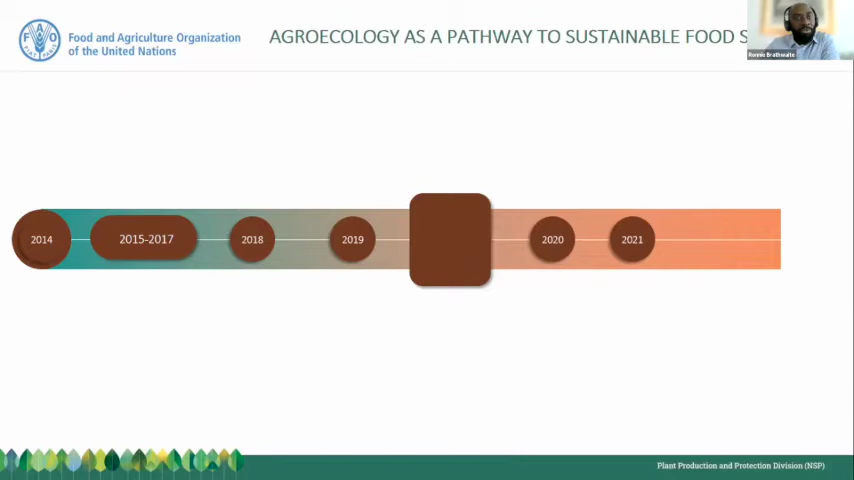 Food and Agriculture Organization
of the United Nations
AGROECOLOGY AS A PATHWAY TO SUSTAINABLE FOOD S
Ronnie Brathwaite
2014
2015-2017
2018
2019
2020
2021
Plant Production and Protection Division (NSP)